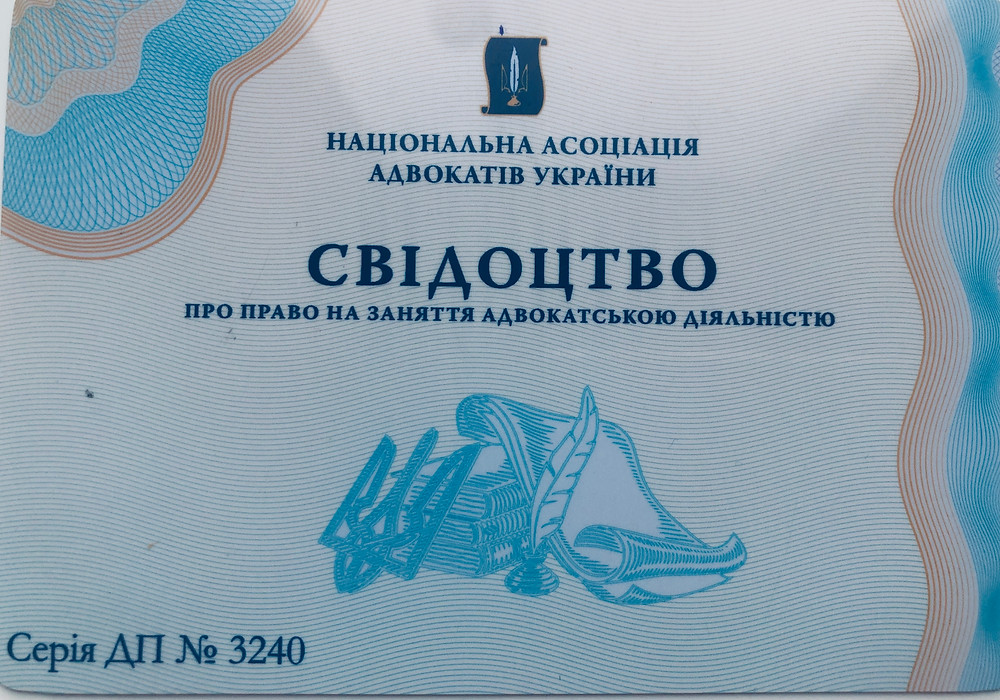 НАЦІОНАЛЬНА АСОЦІАЦІЯ
АДВОКАТІВ УКРАЇНИ
СВІДОЦТВО
ПРО ПРАВО НА ЗАНЯТТЯ АДВОКАТСЬКОЮ ДІЯЛЬНІСТЮ
Серія ДП № 3240